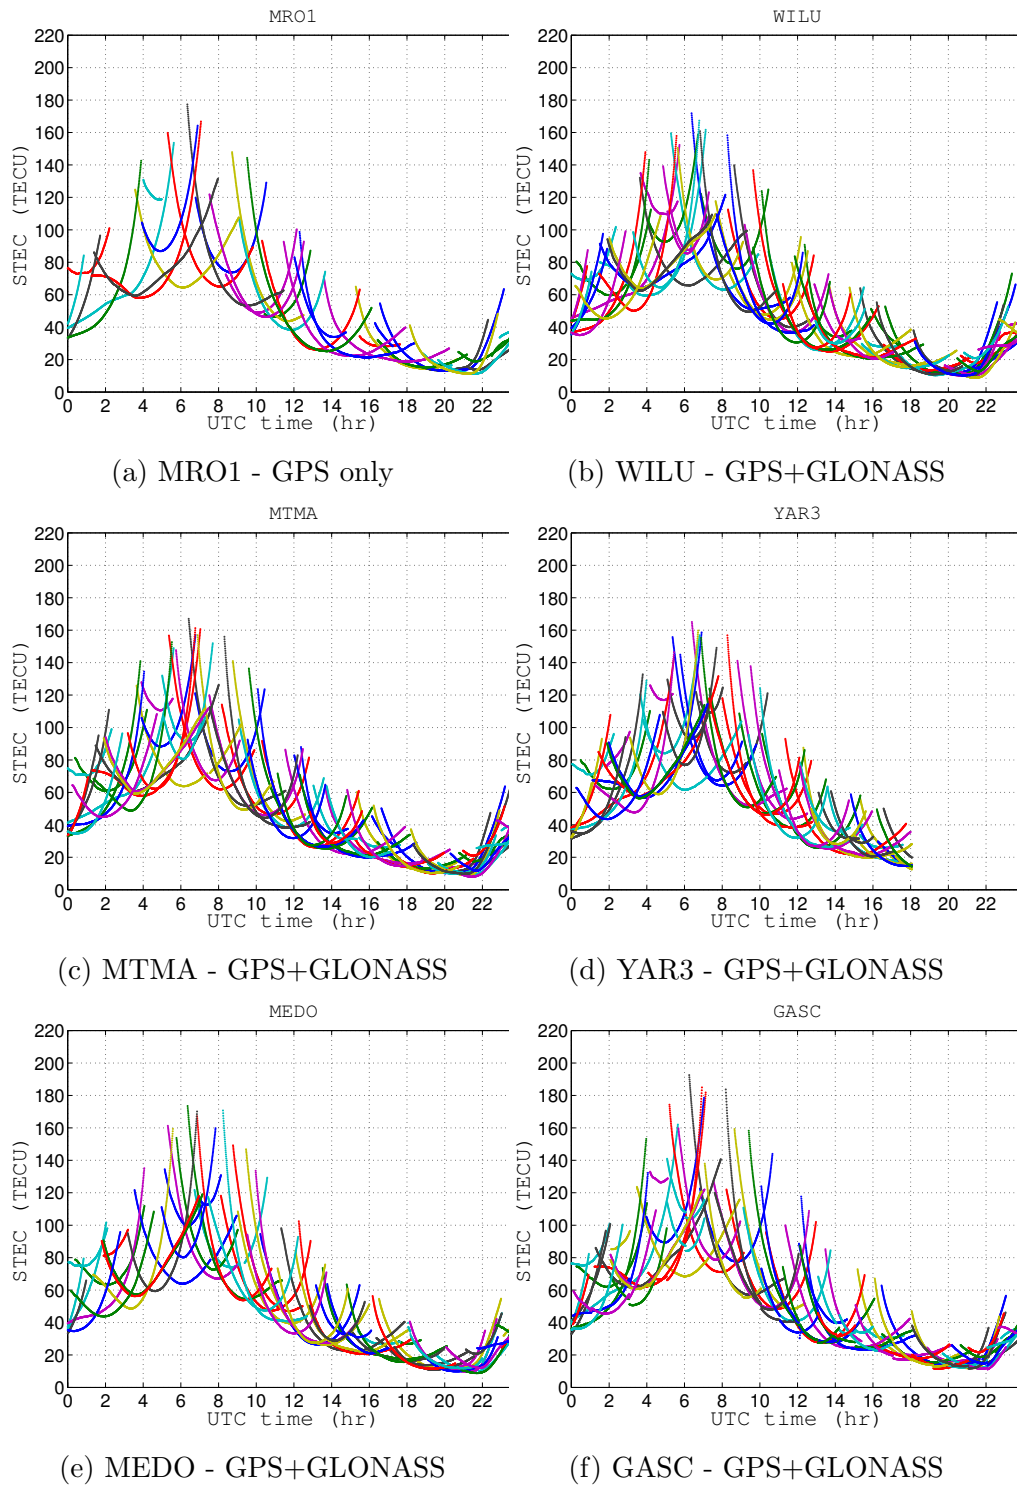 MRO1
STEC (TECU)
220
200
180
160
140
120
100
80
60
40
20
0
0 2 4 6 8 10 12 14 16 18 20 22
UTC time (hr)
(a) MRO1 - GPS only
WILU
STEC (TECU)
220
200
180
160
140
120
100
80
60
40
20
0
0 2 4 6 8 10 12 14 16 18 20 22
UTC time (hr)
(b) WILU - GPS+GLONASS
MTMA
STEC (TECU)
220
200
180
160
140
120
100
80
60
40
20
0
0 2 4 6 8 10 12 14 16 18 20 22
UTC time (hr)
(c) MTMA - GPS+GLONASS
YAR3
STEC (TECU)
220
200
180
160
140
120
100
80
60
40
20
0
0 2 4 6 8 10 12 14 16 18 20 22
UTC time (hr)
(d) YAR3 - GPS+GLONASS
MEDO
STEC (TECU)
220
200
180
160
140
120
100
80
60
40
20
0
0 2 4 6 8 10 12 14 16 18 20 22
UTC time (hr)
(e) MEDO - GPS+GLONASS
GASC
STEC (TECU)
220
200
180
160
140
120
100
80
60
40
20
0
0 2 4 6 8 10 12 14 16 18 20 22
UTC time (hr)
(f) GASC - GPS+GLONASS